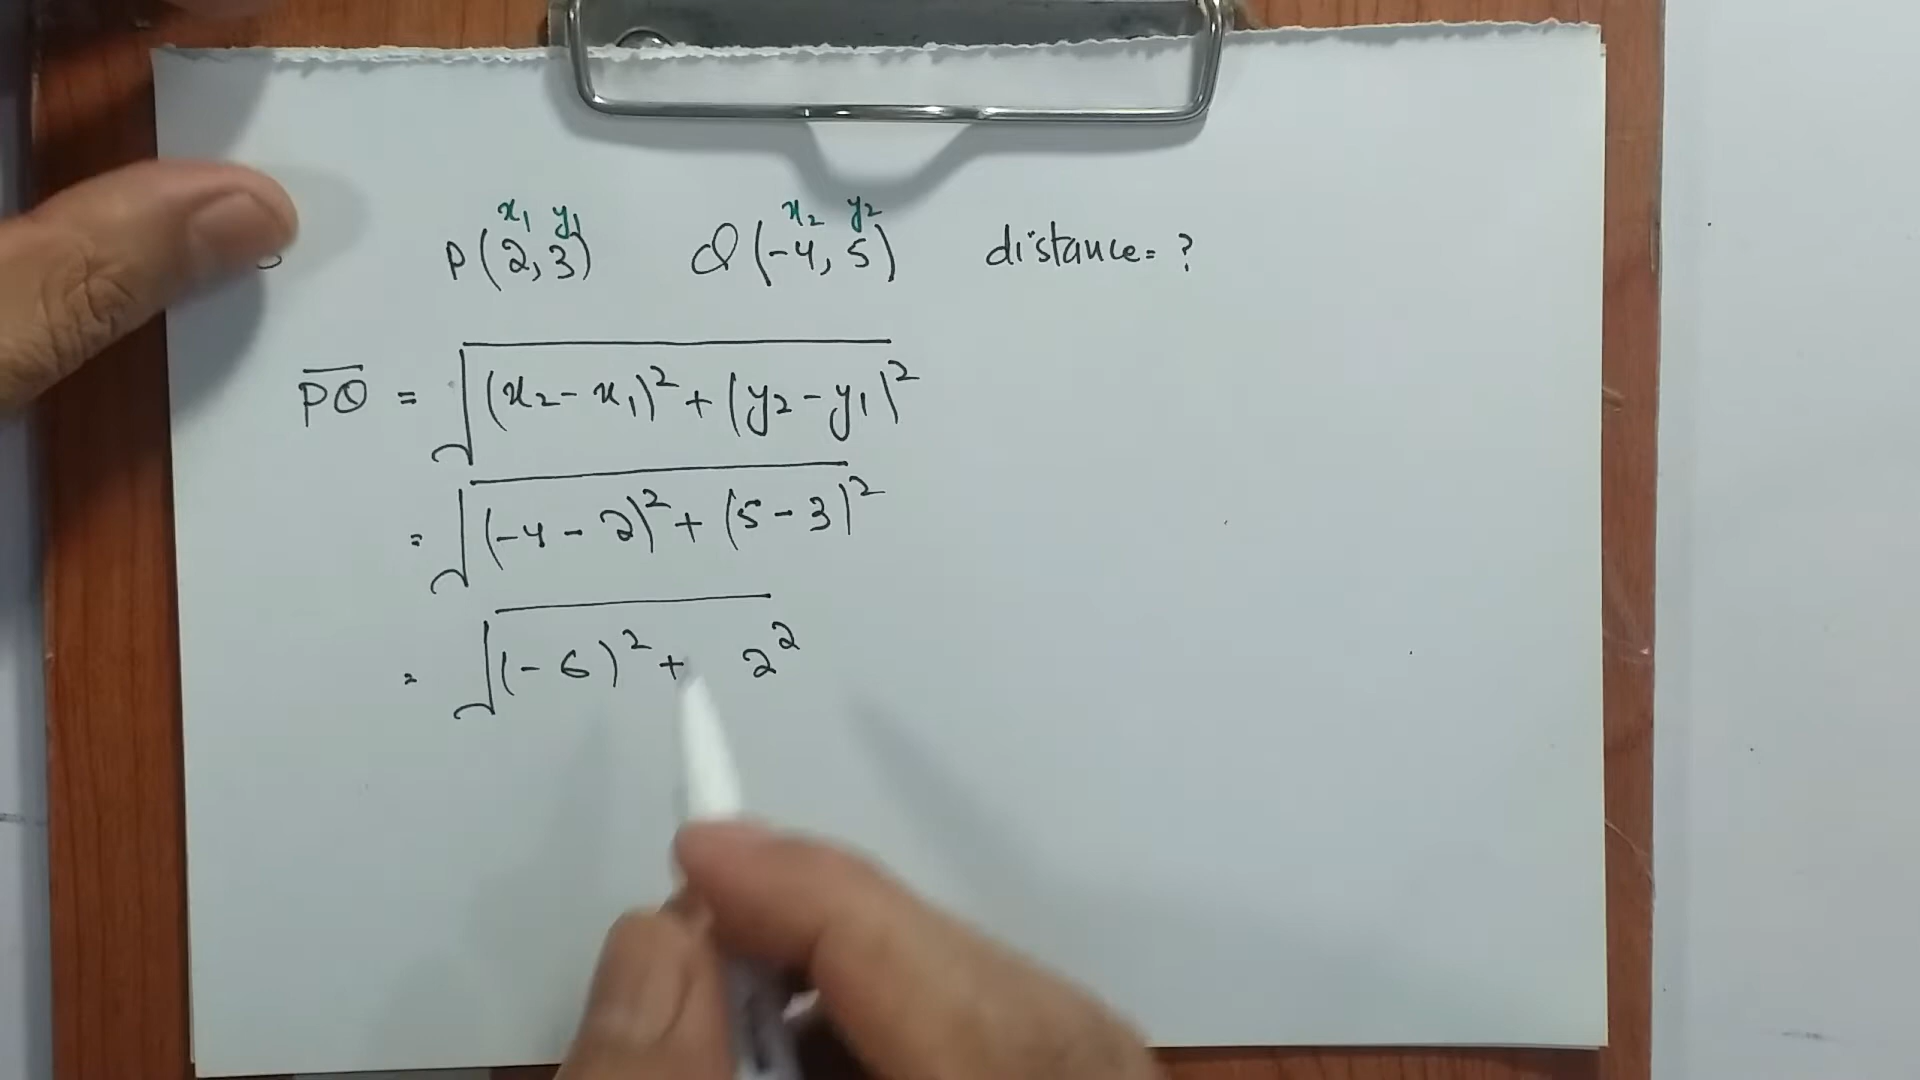 x₁ y₁ x₂ y₂
P(2,3) Q(-4, 5) distance = ?
P̅Q̅ = √(x₂ - x₁)² + (y₂ - y₁)²
= √(-4 - 2)² + (5 - 3)²
= √(-6)² + 2²